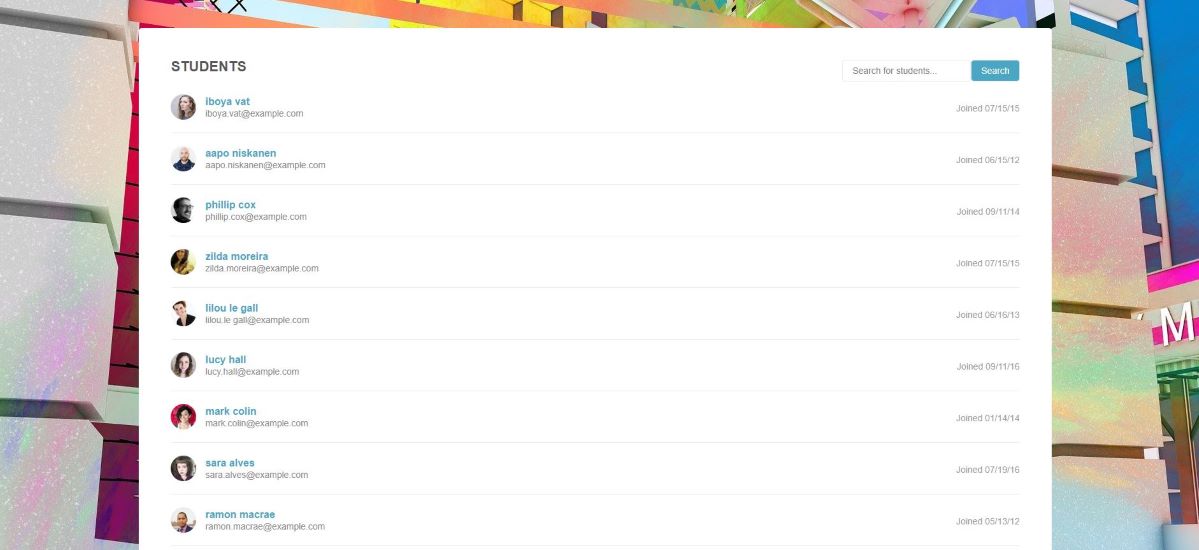 STUDENTS
Search for students...
Search
iboya vat
iboya.vat@example.com
Joined 07/15/15
aapo niskanen
aapo.niskanen@example.com
Joined 06/15/12
phillip cox
phillip.cox@example.com
Joined 09/11/14
zilda moreira
zilda.moreira@example.com
Joined 07/15/15
lilou le gall
lilou.le gall@example.com
Joined 06/16/13
lucy hall
lucy.hall@example.com
Joined 09/11/16
mark colin
mark.colin@example.com
Joined 01/14/14
sara alves
sara.alves@example.com
Joined 07/19/16
ramon macrae
ramon.macrae@example.com
Joined 05/13/12
M